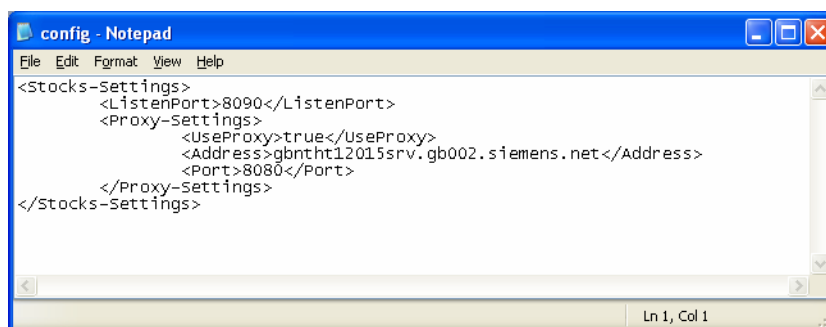 config - Notepad
File Edit Format View Help
<Stocks-Settings>
<ListenPort>8090</ListenPort>
<Proxy-Settings>
<UseProxy>true</UseProxy>
<Address>gbntht12015srv.gb002.siemens.net</Address>
<Port>8080</Port>
</Proxy-Settings>
</Stocks-Settings>
Ln 1, Col 1